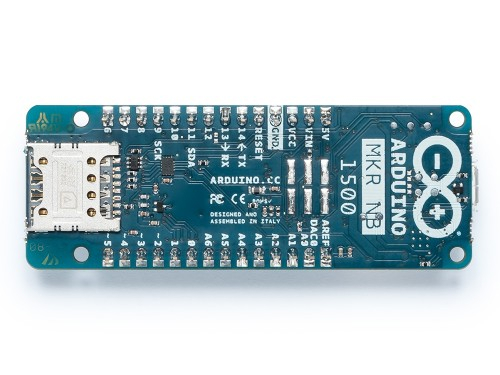 ARDUINO
MKR NB
1500
5V
VIN
VCC
GND
RESET
14 ← TX
13 → RX
12
11 SDA
10
9 SCK
8
7
6
ARDUINO.CC
CE
DESIGNED AND
ASSEMBLED IN ITALY
AREF
DAC0
A1
A2
A3
A4
A5
A6
0
1
~2
~3
~4
~5